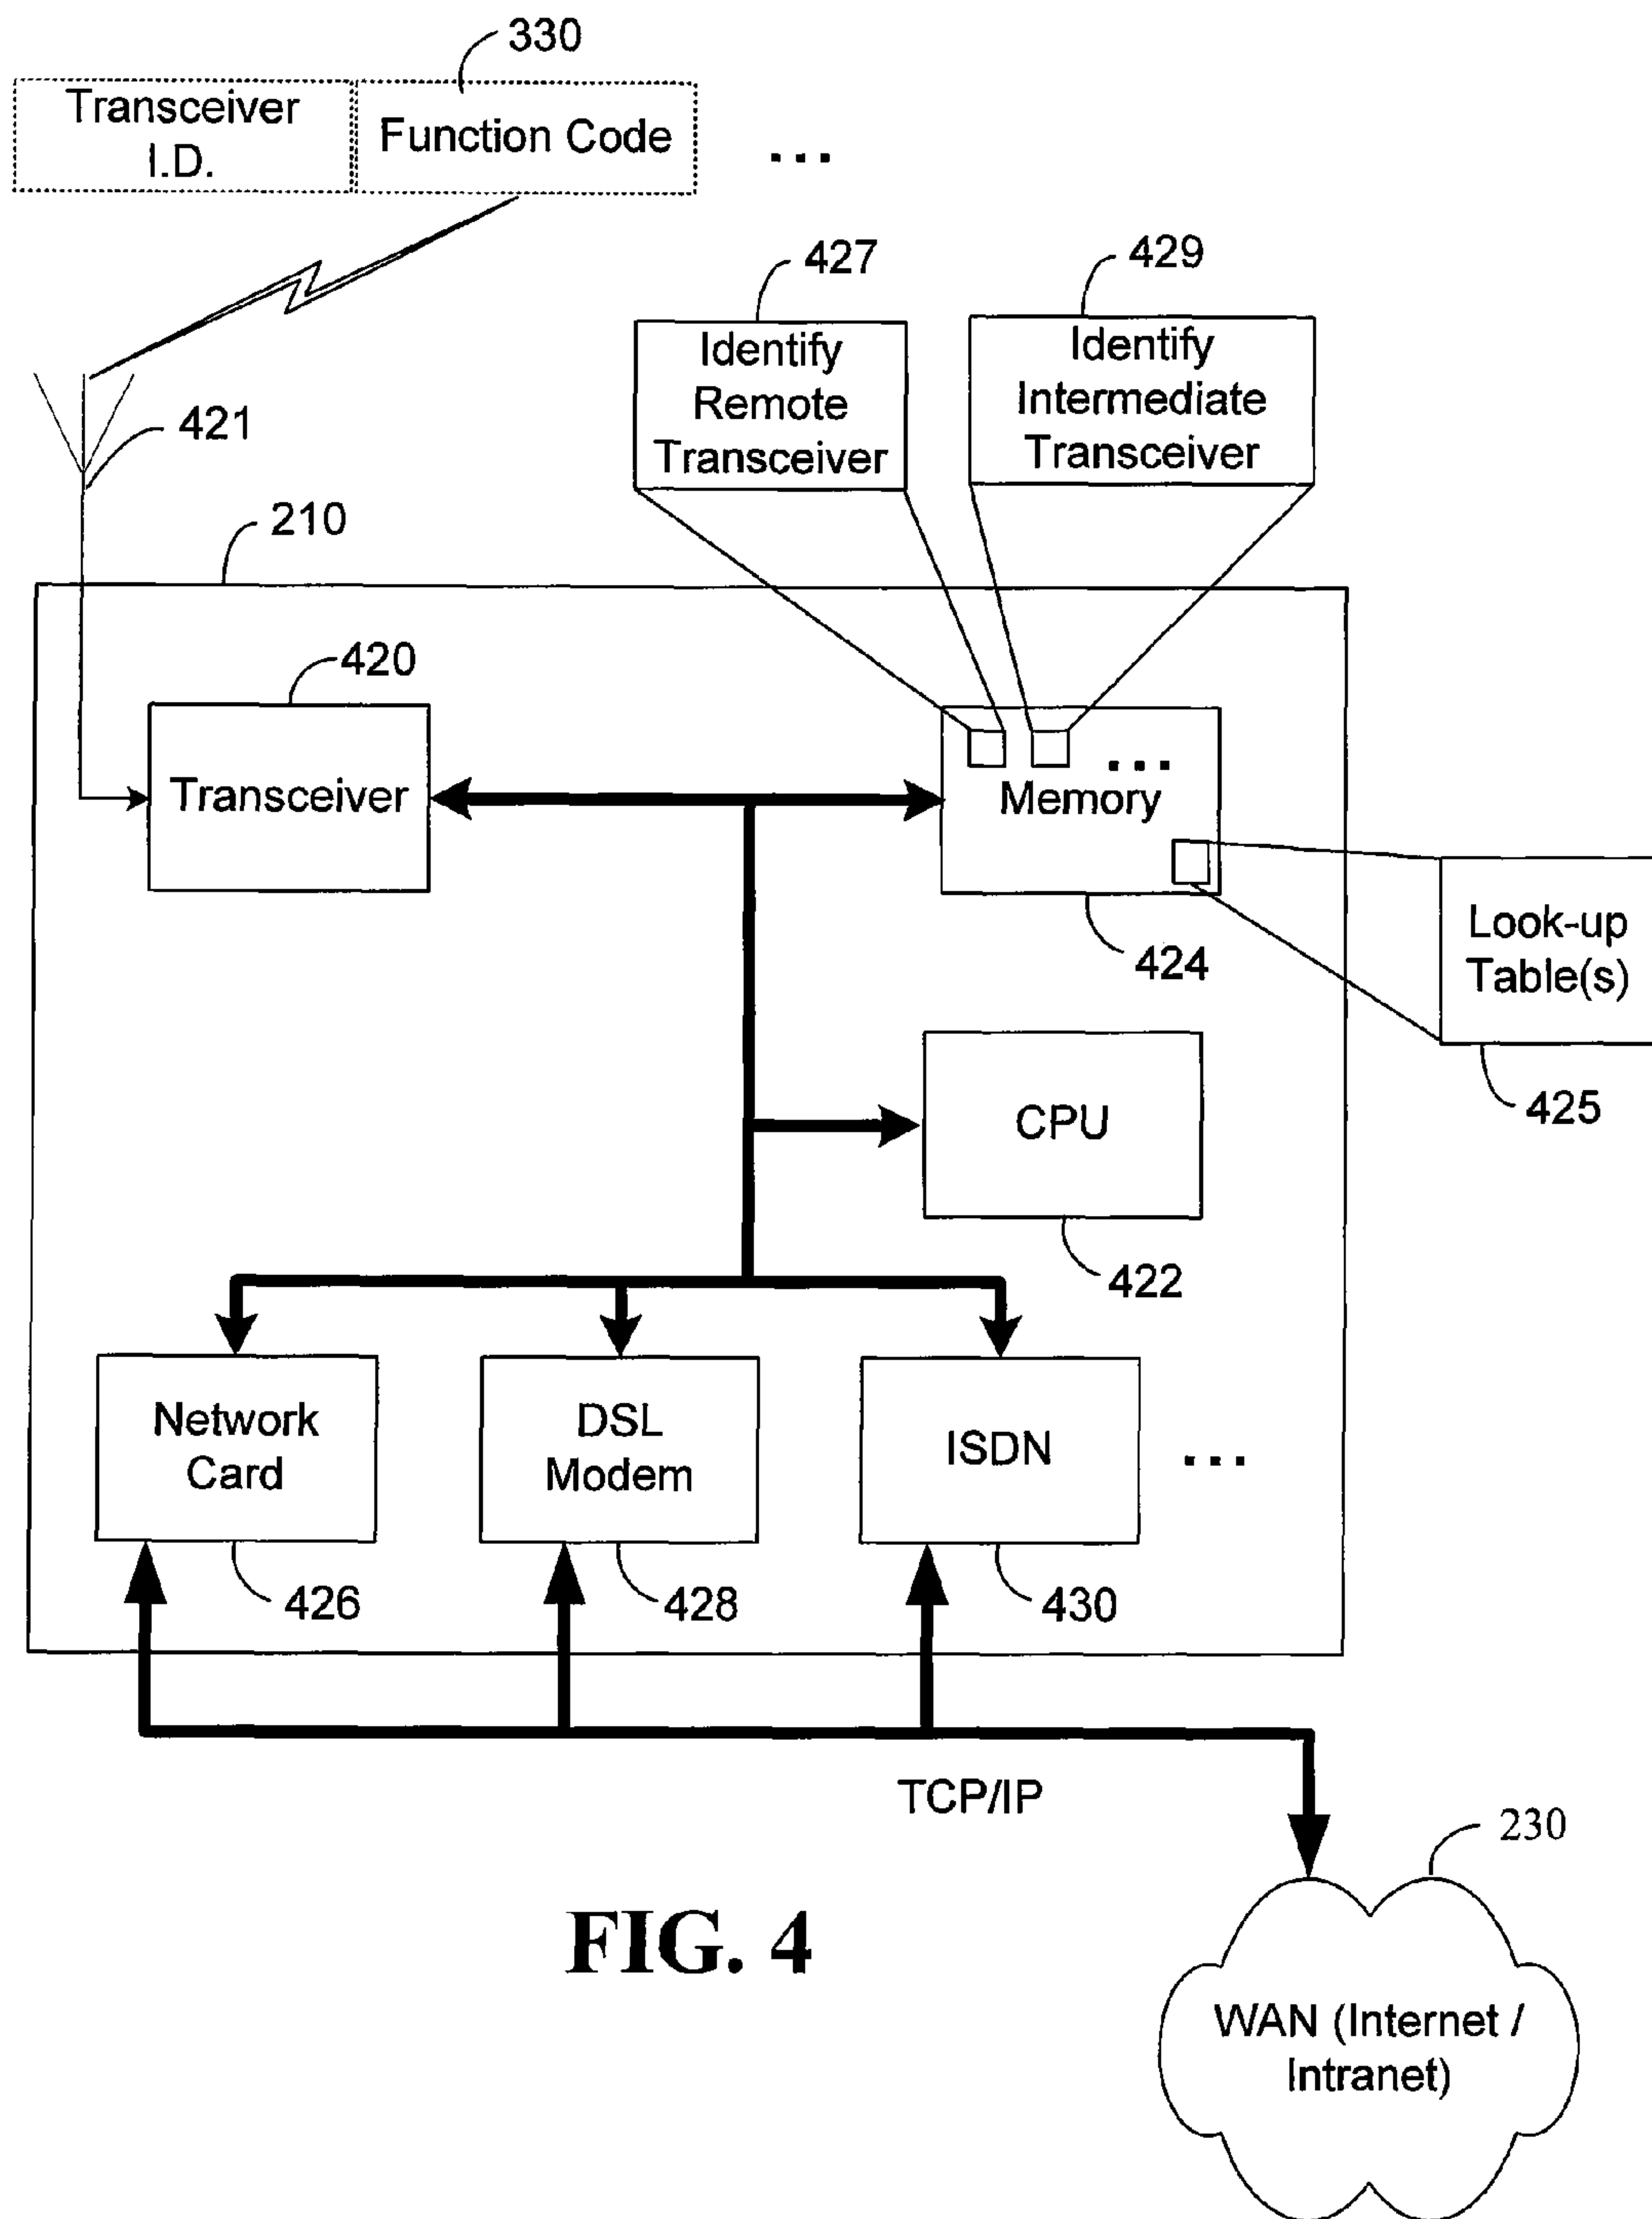 330
Transceiver
I.D.
Function Code
...
427
429
Identify
Remote
Transceiver
Identify
Intermediate
Transceiver
421
210
420
Transceiver
...
Memory
424
Look-up
Table(s)
425
CPU
422
Network
Card
DSL
Modem
ISDN
...
426
428
430
TCP/IP
230
FIG. 4
WAN (Internet /
Intranet)